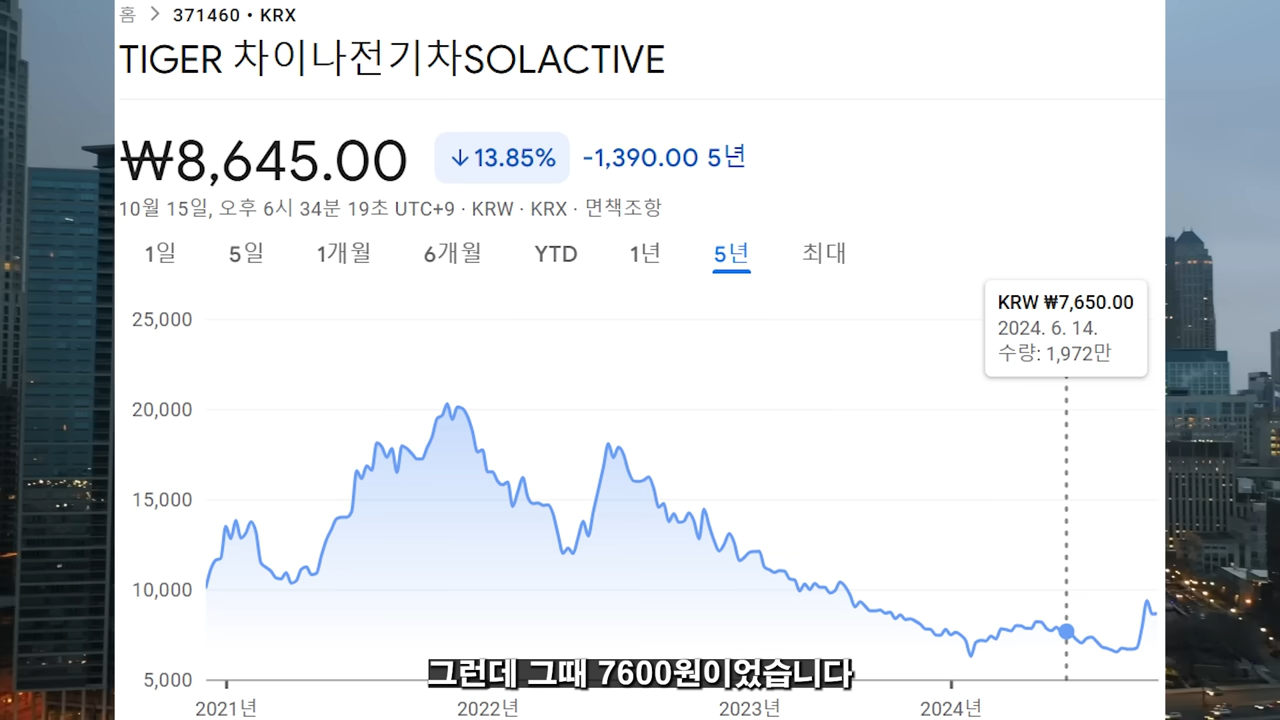 홈 > 371460 • KRX
TIGER 차이나전기차SOLACTIVE
₩8,645.00 ↓13.85% -1,390.00 5년
10월 15일, 오후 6시 34분 19초 UTC+9 · KRW · KRX · 면책조항
1일 5일 1개월 6개월 YTD 1년 5년 최대
KRW ₩7,650.00
2024. 6. 14.
수량: 1,972만
25,000
20,000
15,000
10,000
5,000
2021년 2022년 2023년 2024년
그런데 그때 7600원이었습니다